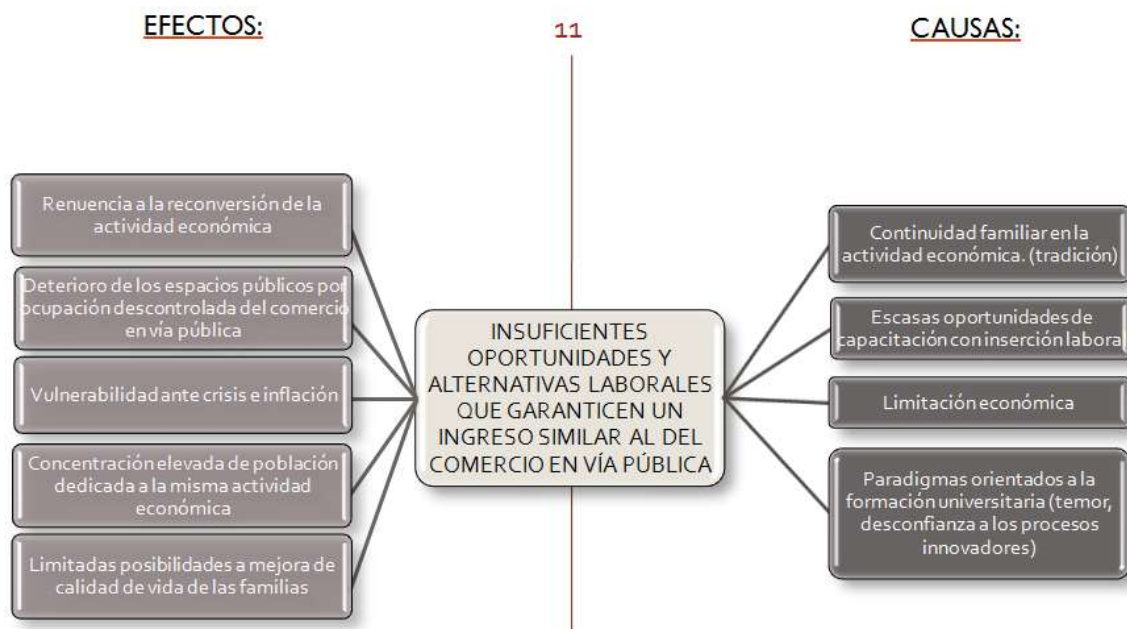 EFECTOS:
11
CAUSAS:
Renuencia a la reconversión de la
actividad económica
Deterioro de los espacios públicos por
ocupación descontrolada del comercio
en vía pública
Vulnerabilidad ante crisis e inflación
Concentración elevada de población
dedicada a la misma actividad
económica
Limitadas posibilidades a mejora de
calidad de vida de las familias
INSUFICIENTES
OPORTUNIDADES Y
ALTERNATIVAS LABORALES
QUE GARANTICEN UN
INGRESO SIMILAR AL DEL
COMERCIO EN VÍA PÚBLICA
Continuidad familiar en la
actividad económica. (tradición)
Escasas oportunidades de
capacitación con inserción laboral
Limitación económica
Paradigmas orientados a la
formación universitaria (temor,
desconfianza a los procesos
innovadores)